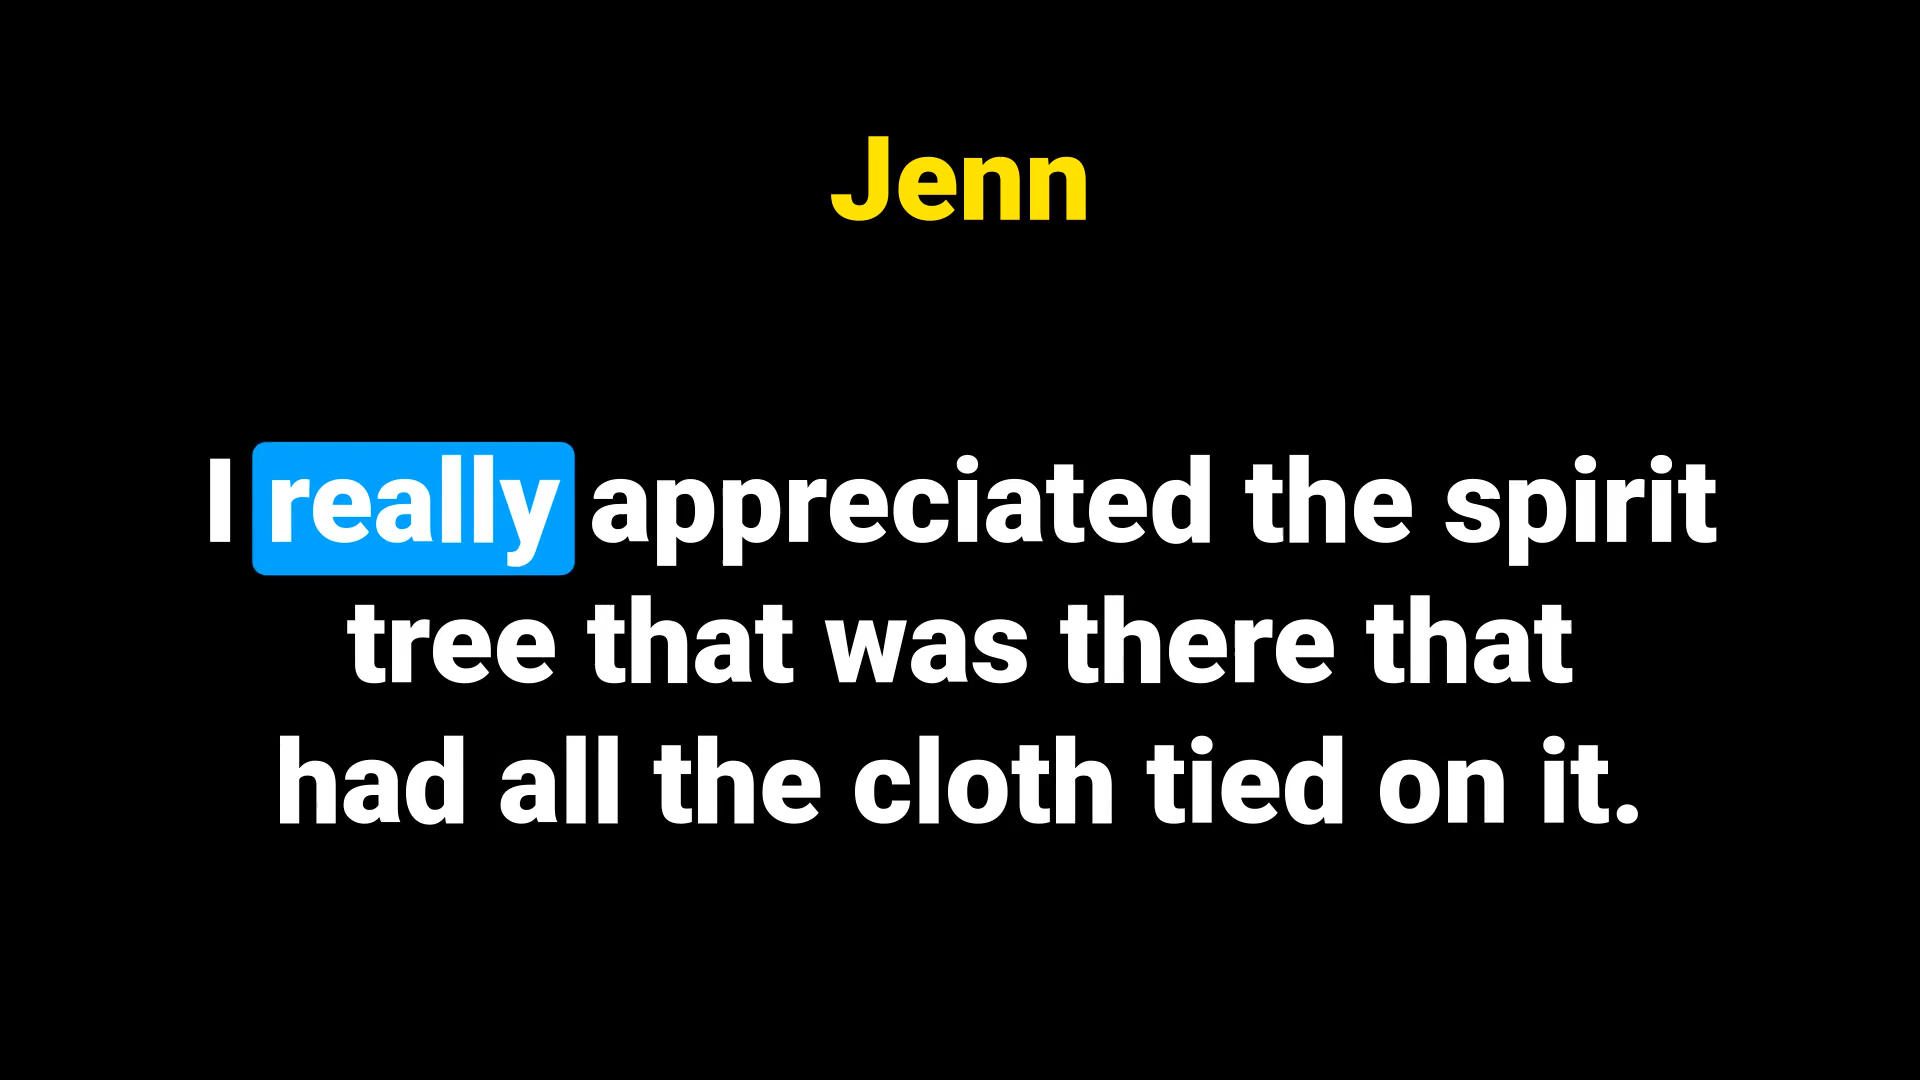 Jenn
I really appreciated the spirit
tree that was there that
had all the cloth tied on it.